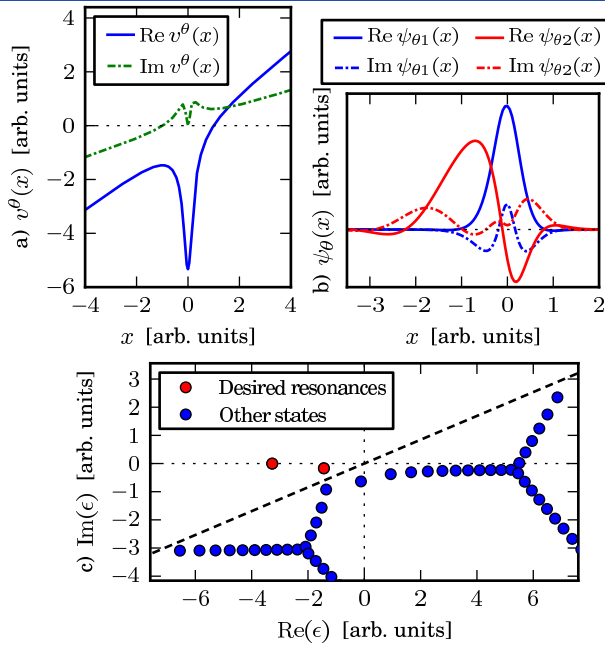 Re v^θ(x)
Im v^θ(x)
a) v^θ(x) [arb. units]
4
2
0
−2
−4
−6
−4 −2 0 2 4
x [arb. units]
Re ψ_θ1(x) Re ψ_θ2(x)
Im ψ_θ1(x) Im ψ_θ2(x)
b) ψ_θ(x) [arb. units]
−3 −2 −1 0 1 2
x [arb. units]
Desired resonances
Other states
c) Im(ϵ) [arb. units]
3
2
1
0
−1
−2
−3
−4
−6 −4 −2 0 2 4 6
Re(ϵ) [arb. units]